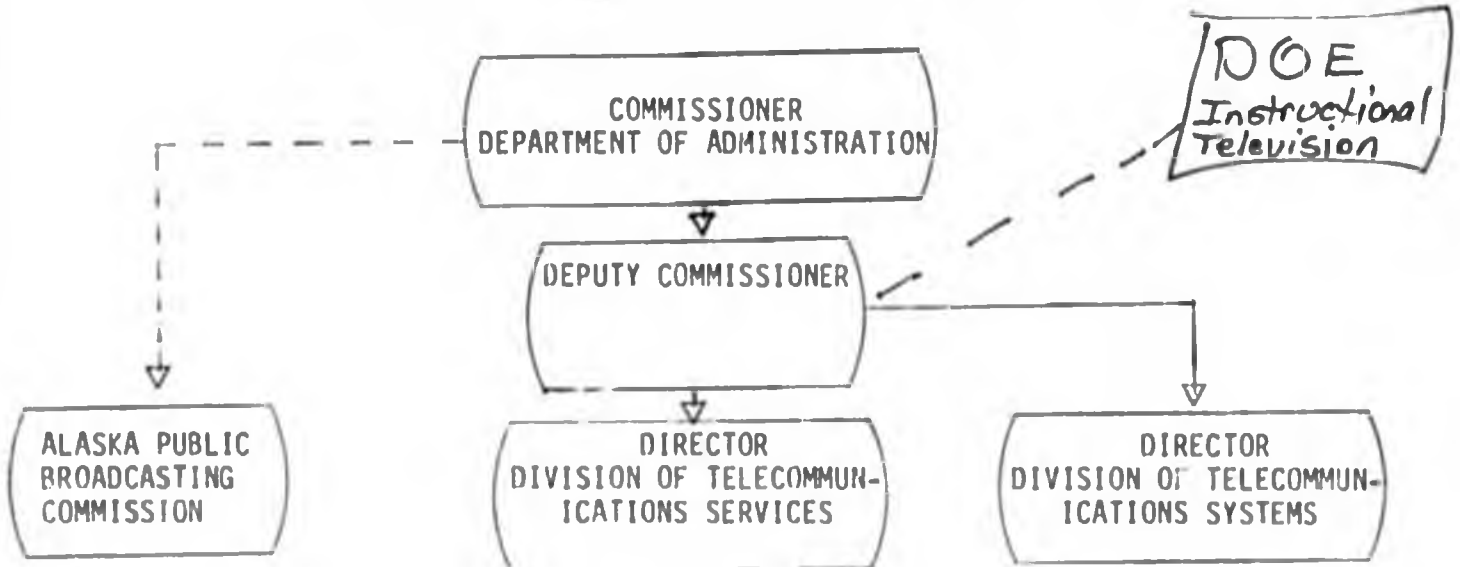 DOE
Instructional
Television
COMMISSIONER
DEPARTMENT OF ADMINISTRATION
DEPUTY COMMISSIONER
ALASKA PUBLIC
BROADCASTING
COMMISSION
DIRECTOR
DIVISION OF TELECOMMUN-
ICATIONS SERVICES
DIRECTOR
DIVISION OF TELECOMMUN-
ICATIONS SYSTEMS